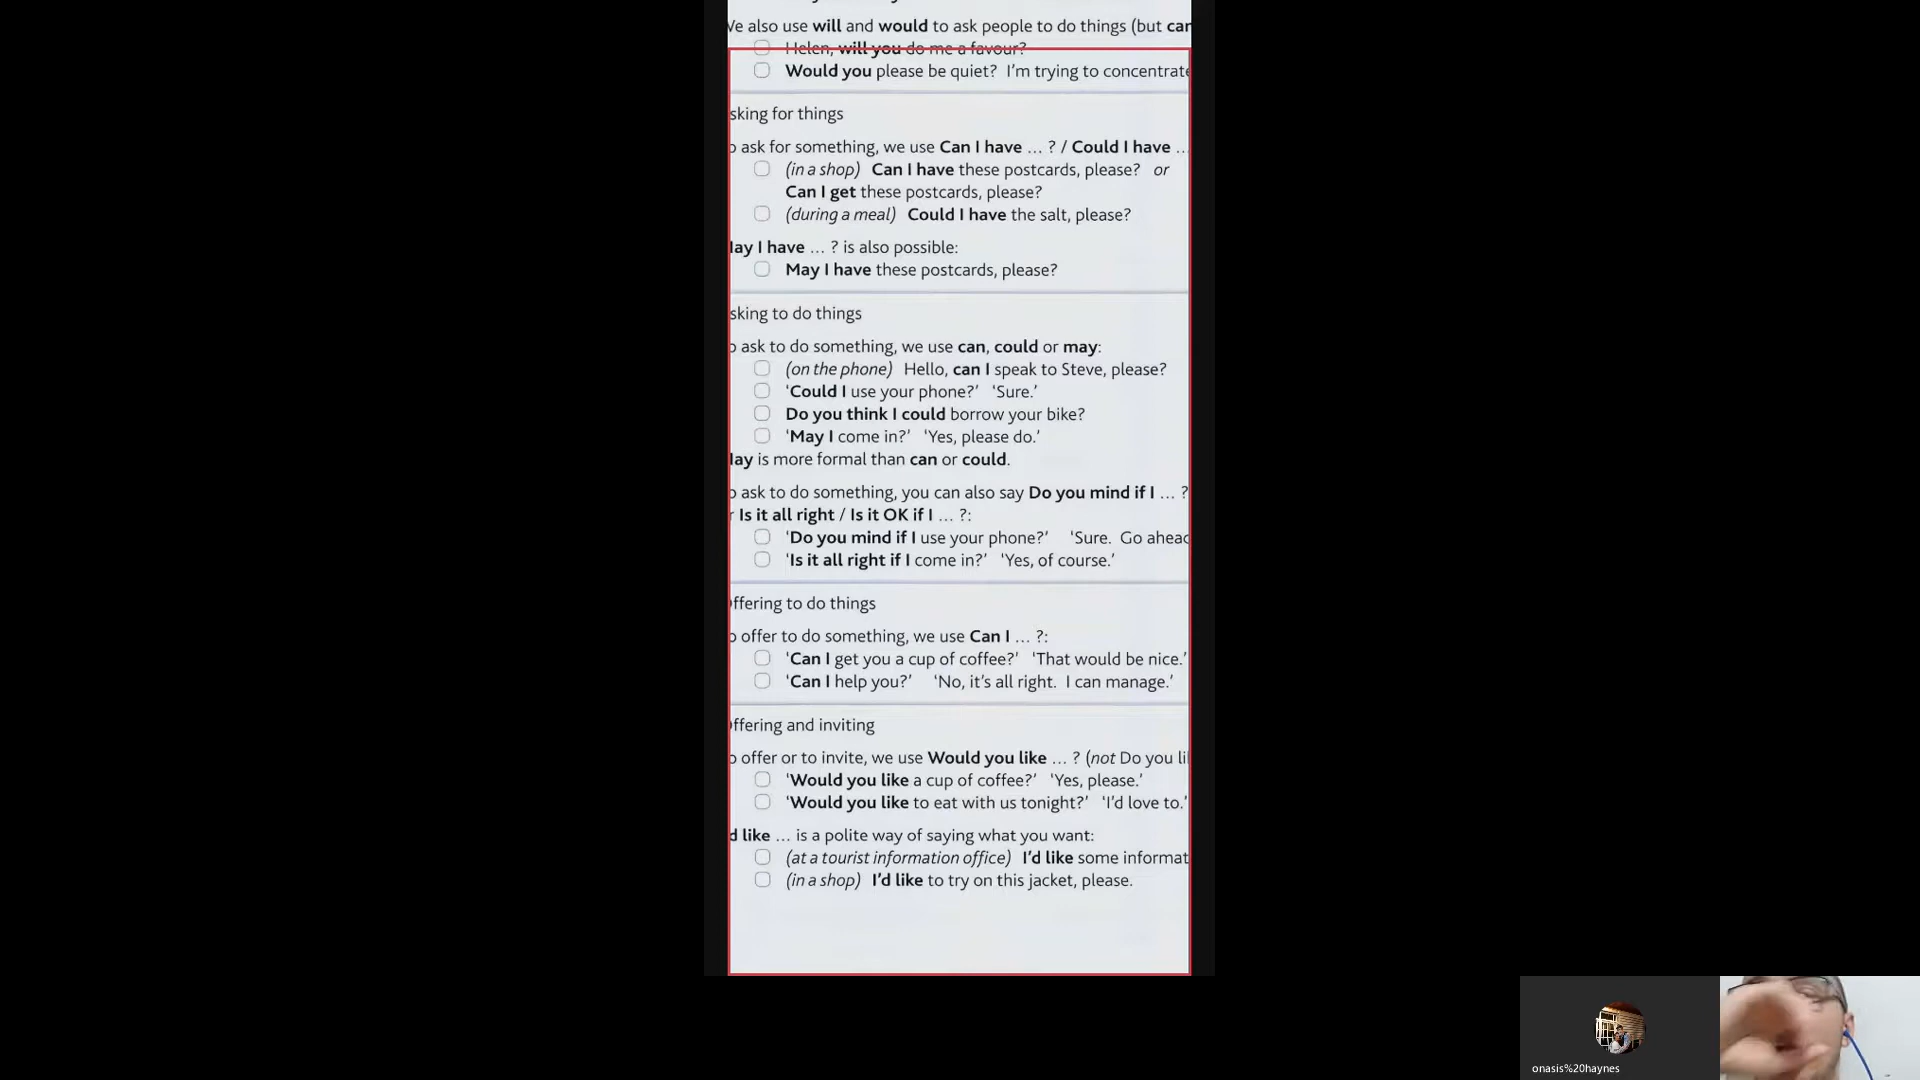 We also use will and would to ask people to do things (but can
Helen, will you do me a favour?
Would you please be quiet? I'm trying to concentrate
sking for things
o ask for something, we use Can I have … ? / Could I have …
(in a shop) Can I have these postcards, please? or
Can I get these postcards, please?
(during a meal) Could I have the salt, please?
May I have … ? is also possible:
May I have these postcards, please?
sking to do things
o ask to do something, we use can, could or may:
(on the phone) Hello, can I speak to Steve, please?
'Could I use your phone?' 'Sure.'
Do you think I could borrow your bike?
'May I come in?' 'Yes, please do.'
May is more formal than can or could.
o ask to do something, you can also say Do you mind if I … ?
r Is it all right / Is it OK if I … ?:
'Do you mind if I use your phone?' 'Sure. Go ahead
'Is it all right if I come in?' 'Yes, of course.'
ffering to do things
o offer to do something, we use Can I … ?:
'Can I get you a cup of coffee?' 'That would be nice.'
'Can I help you?' 'No, it's all right. I can manage.'
ffering and inviting
o offer or to invite, we use Would you like … ? (not Do you li
'Would you like a cup of coffee?' 'Yes, please.'
'Would you like to eat with us tonight?' 'I'd love to.'
d like … is a polite way of saying what you want:
(at a tourist information office) I'd like some informat
(in a shop) I'd like to try on this jacket, please.
onasis%20haynes